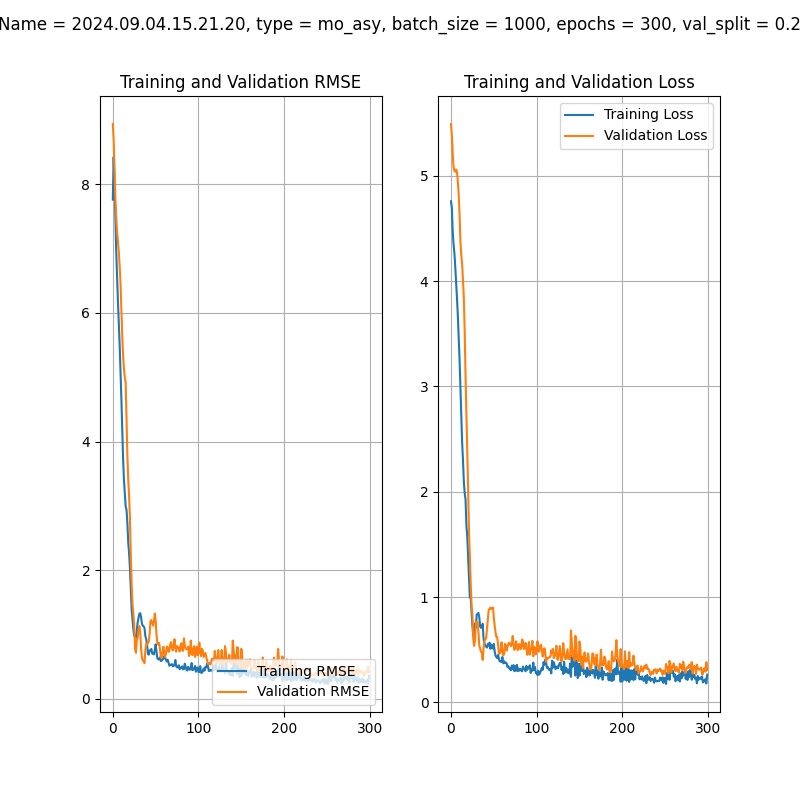 Name = 2024.09.04.15.21.20, type = mo_asy, batch_size = 1000, epochs = 300, val_split = 0.2
Training and Validation RMSE
8
6
4
2
0
0 100 200 300
Training RMSE
Validation RMSE
Training and Validation Loss
Training Loss
Validation Loss
5
4
3
2
1
0
0 100 200 300